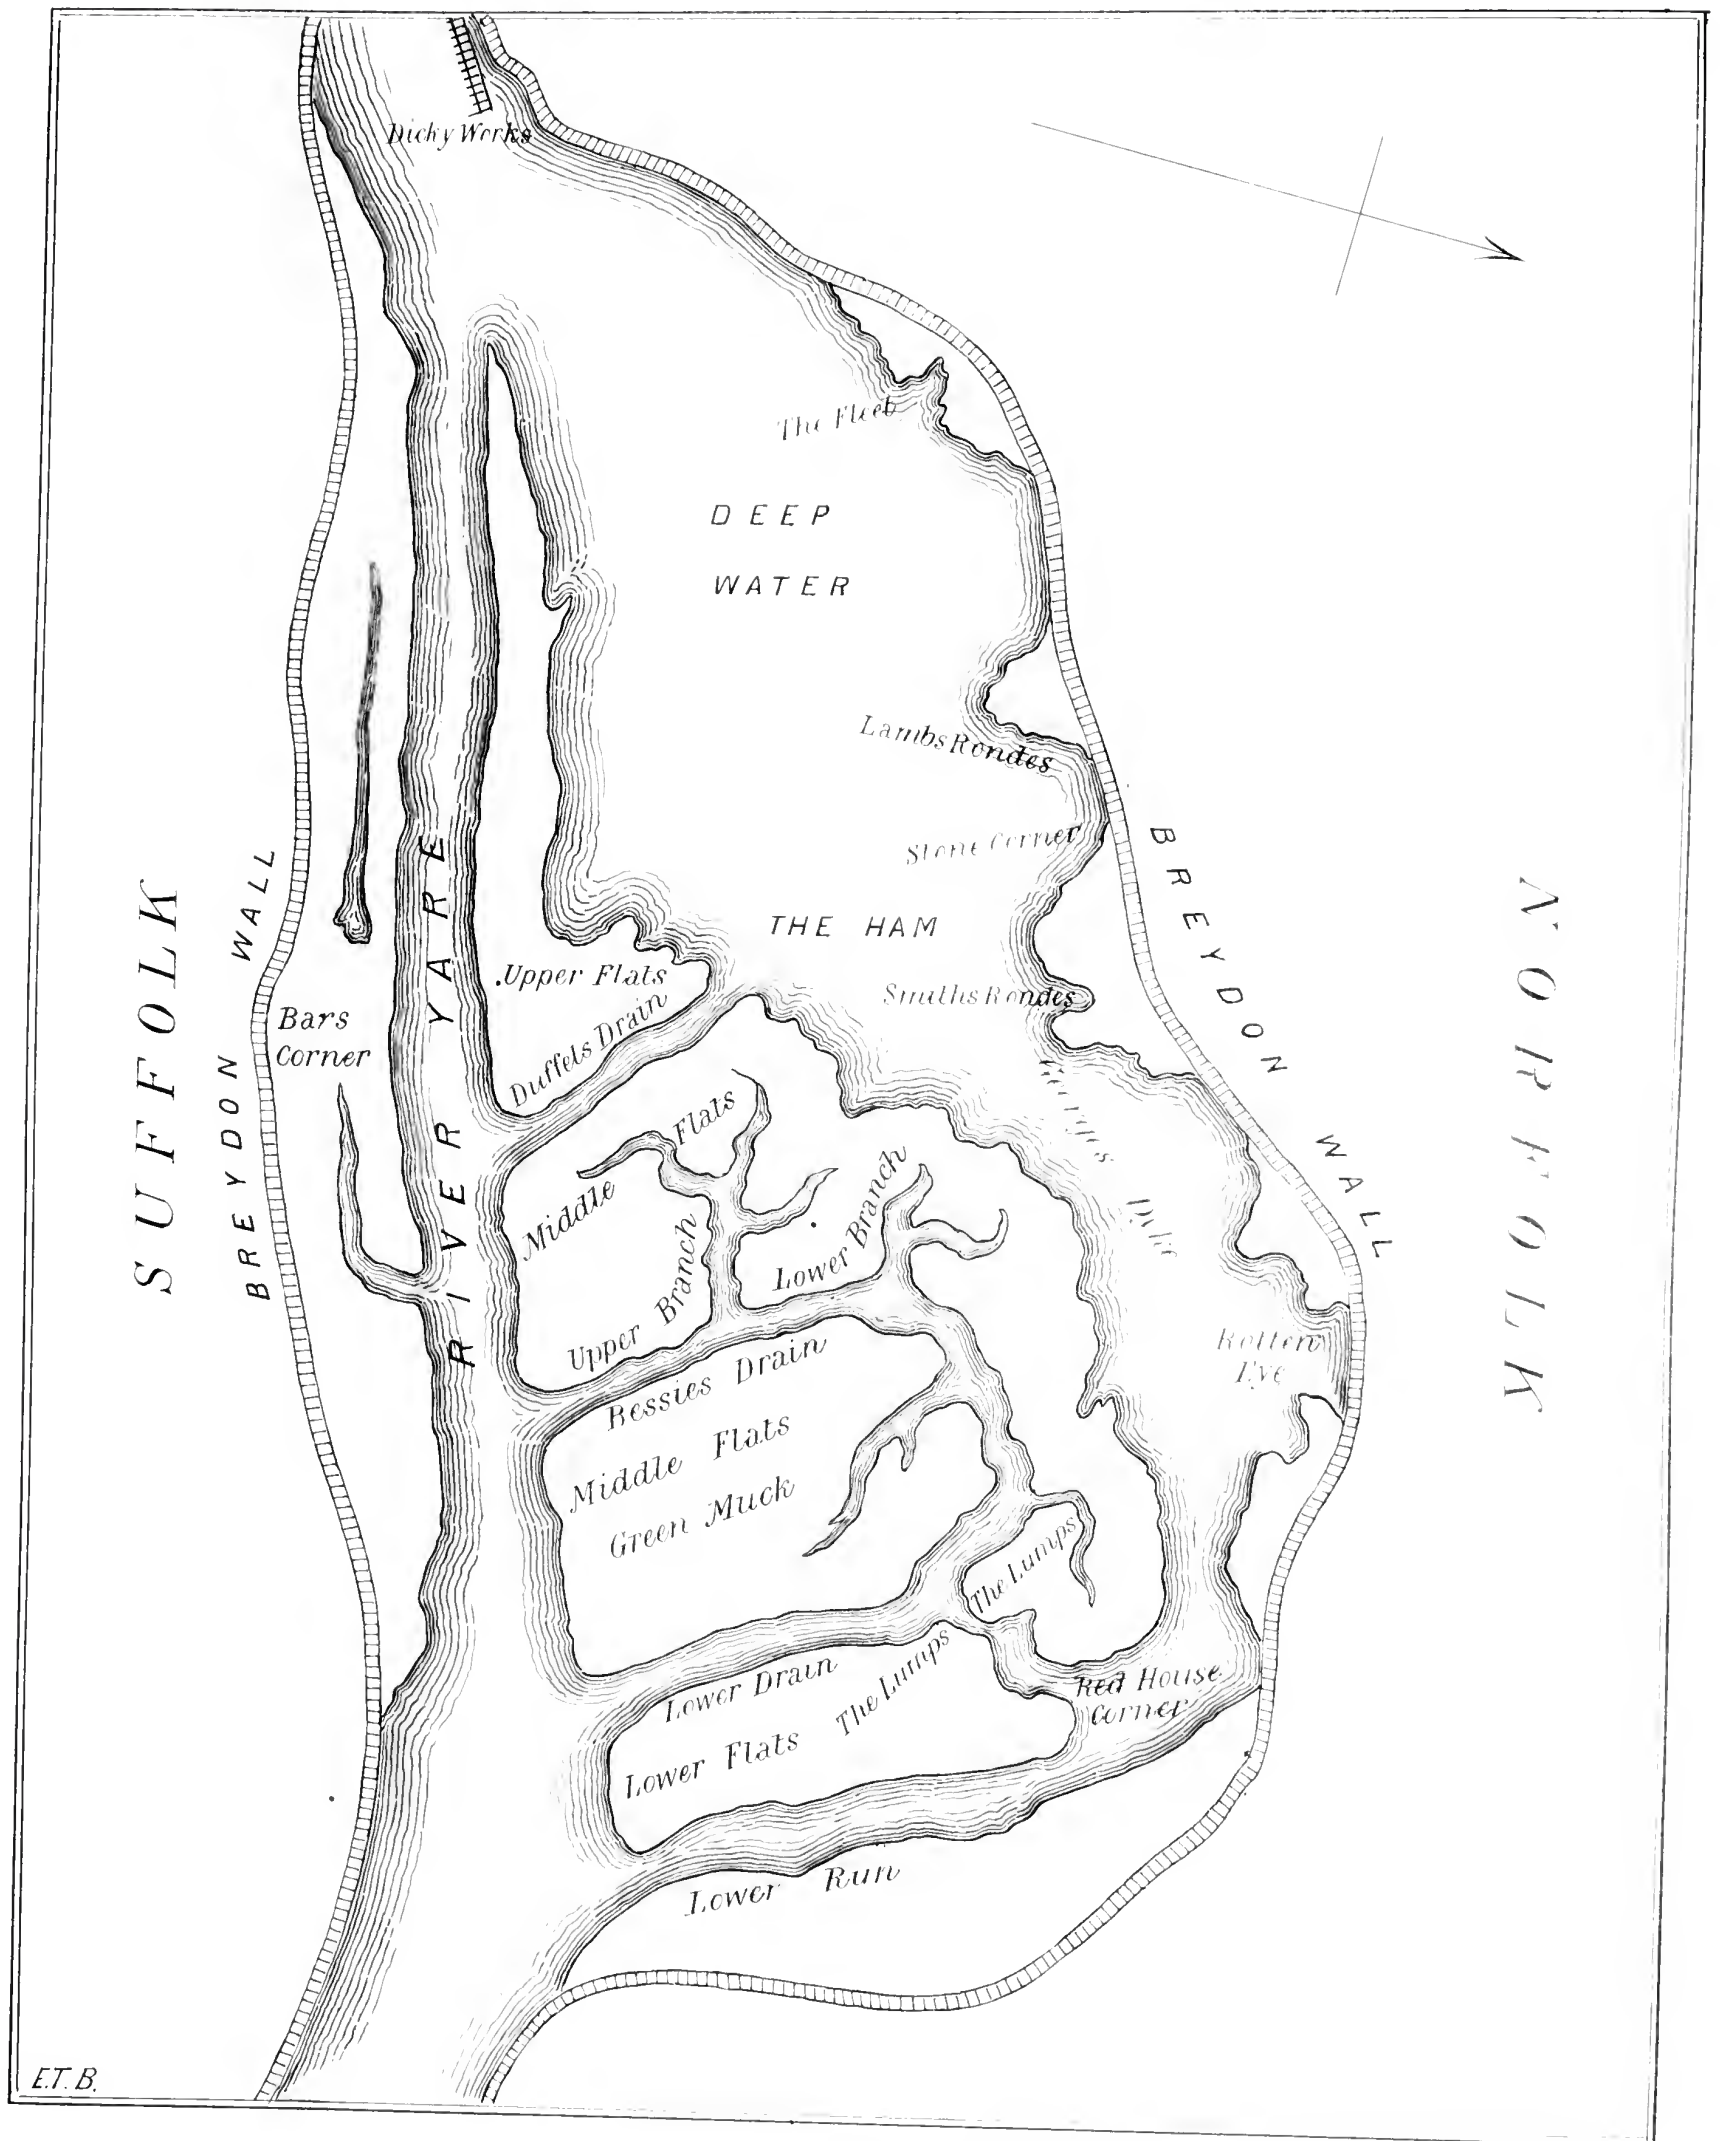 Dicky Works
The Fleet
DEEP
WATER
Lambs Rondes
Stone Corner
THE HAM
Smiths Rondes
Upper Flats
Duffels Drain
Bars
Corner
SUFFOLK
BREYDON WALL
RIVER YARE
BREYDON WALL
NORFOLK
Middle Flats
Upper Branch
Lower Branch
Dyke
Rotten
Eye
Bessies Drain
Middle Flats
Green Muck
The Lumps
Lower Drain
The Lumps
Red House
Corner
Lower Flats
Lower Run
E.T.B.